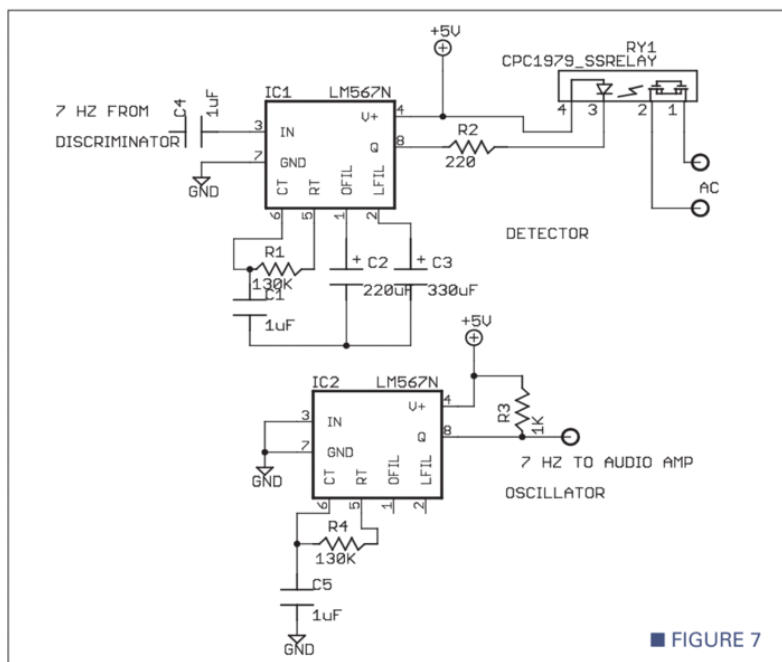 +5V
RY1
CPC1979_SSRELAY
4 3 2 1
IC1 LM567N
7 HZ FROM
DISCRIMINATOR
C4
1uF
3 IN
7 GND
V+ 4
Q 8
CT RT OFIL LFIL
6 5 1 2
R2
220
GND
AC
DETECTOR
R1
130K
C1
1uF
C2
220uF
C3
330uF
+5V
IC2 LM567N
3 IN
7 GND
V+ 4
Q 8
CT RT OFIL LFIL
6 5 1 2
R3
1K
GND
7 HZ TO AUDIO AMP
OSCILLATOR
R4
130K
C5
1uF
GND
FIGURE 7